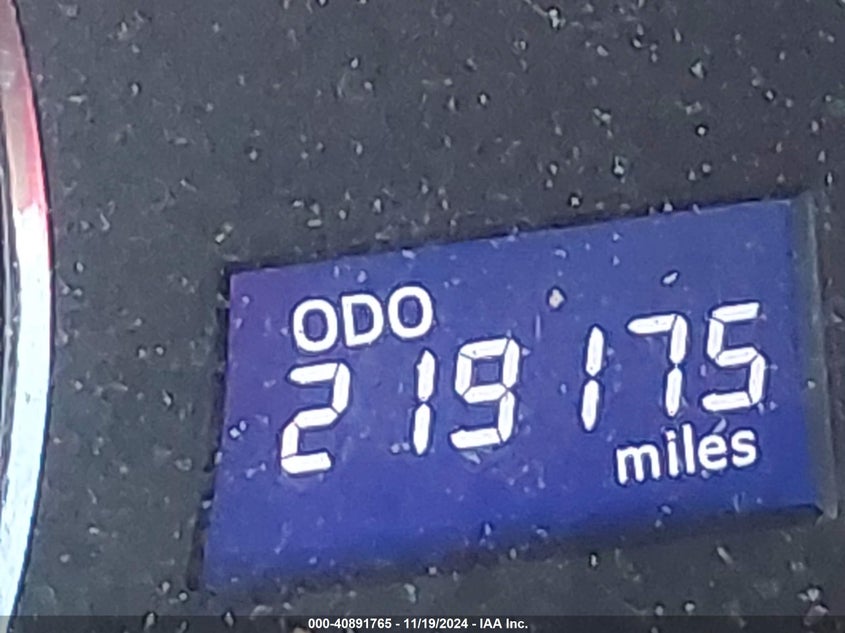 ODO
219175
miles
000-40891765 - 11/19/2024 - IAA Inc.